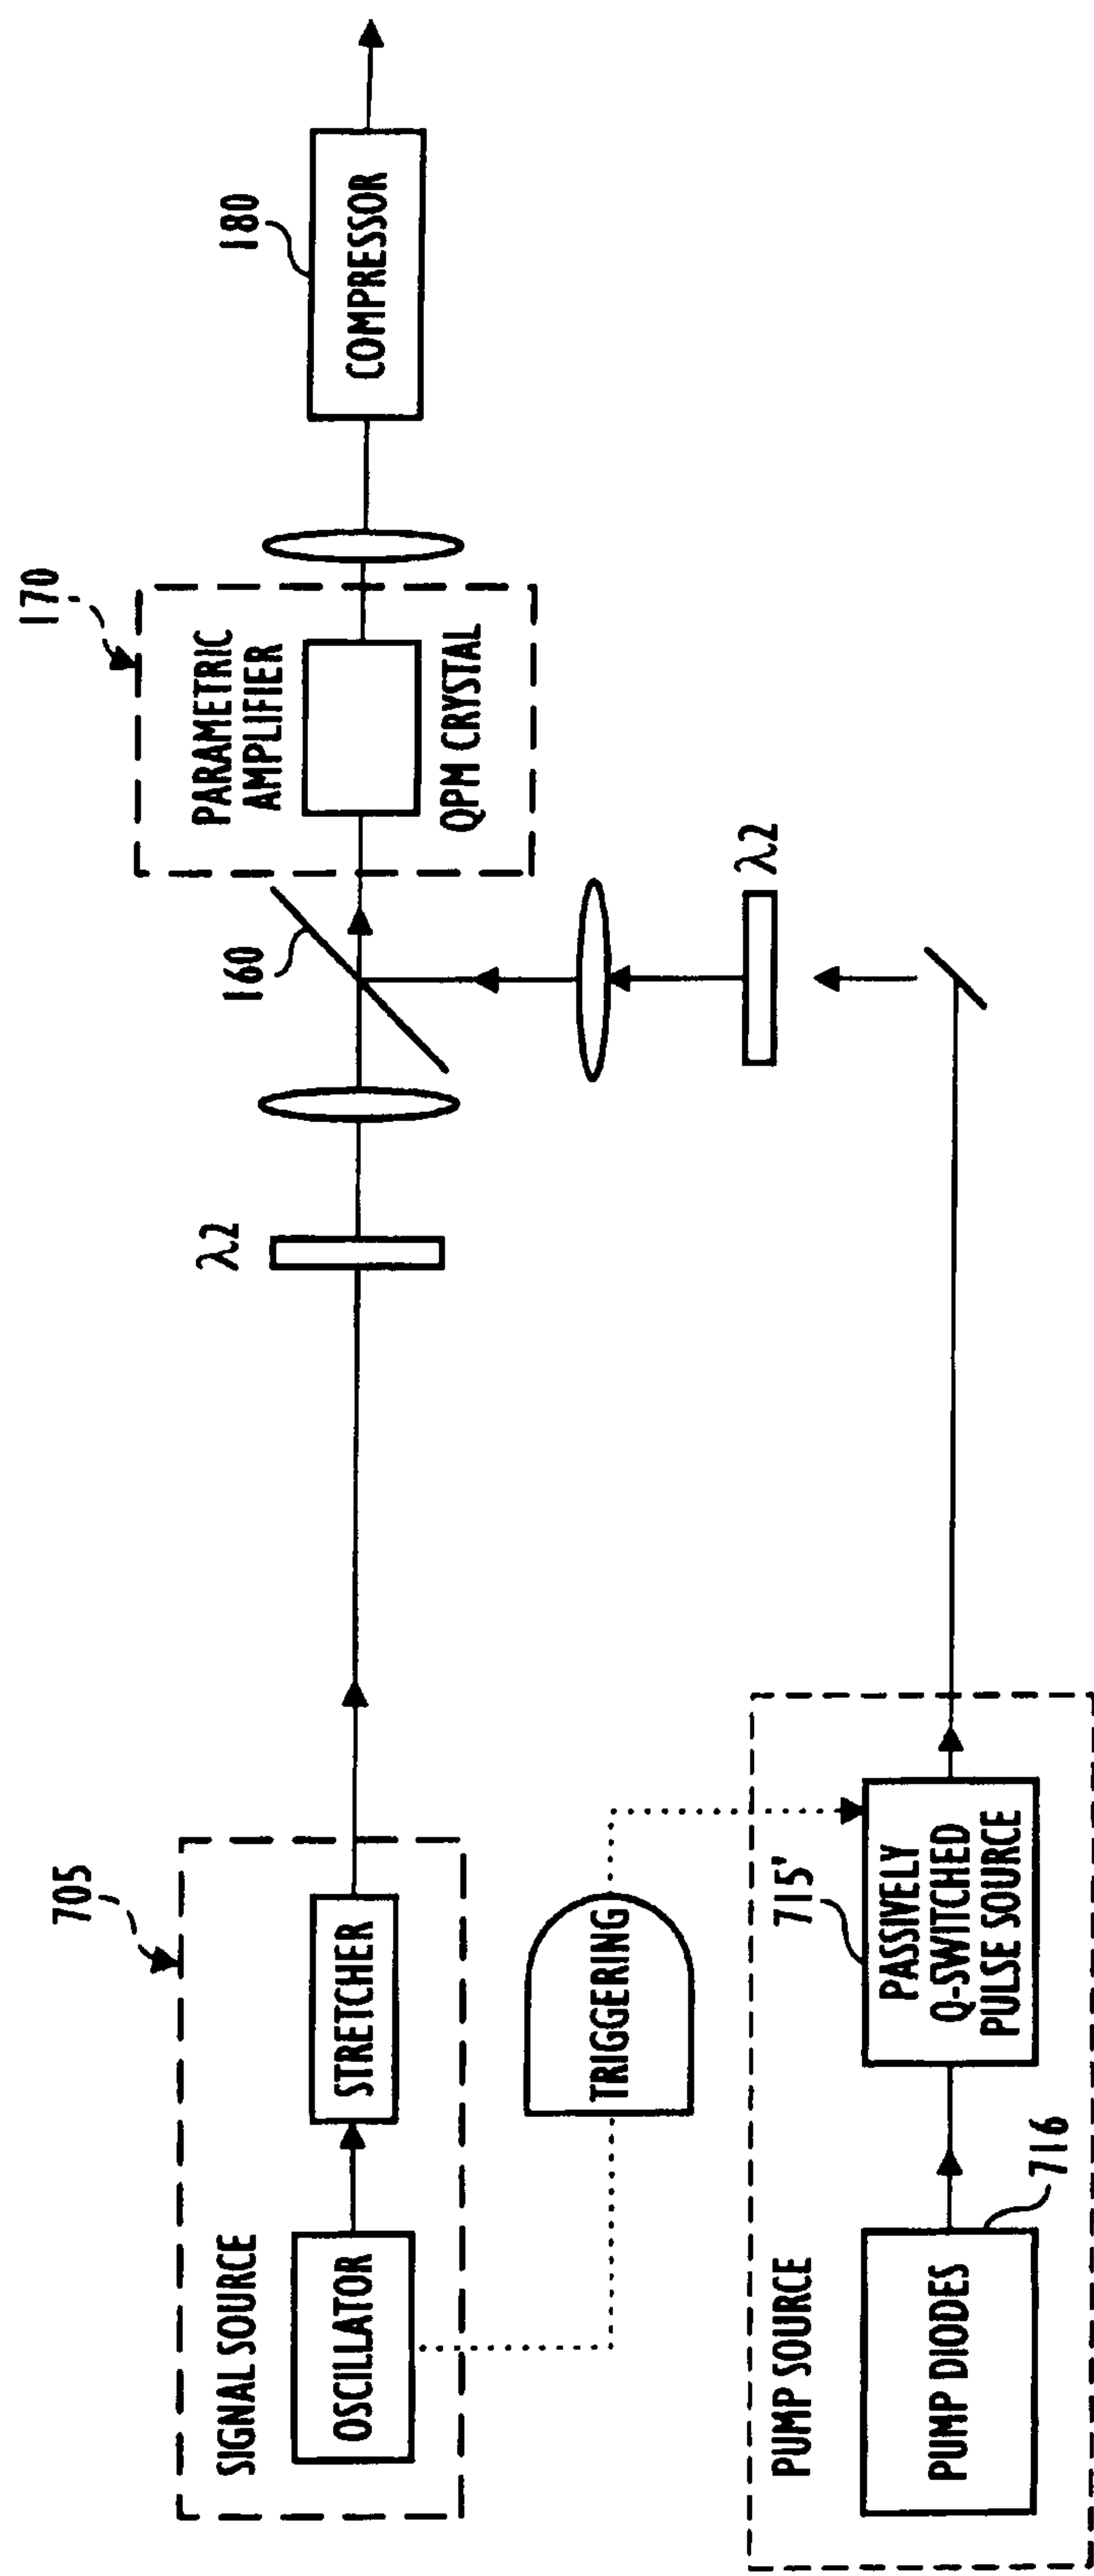 705
SIGNAL SOURCE
OSCILLATOR
STRETCHER
λ2
160
170
PARAMETRIC
AMPLIFIER
QPM CRYSTAL
180
COMPRESSOR
TRIGGERING
λ2
PUMP SOURCE
PUMP DIODES
716
715'
PASSIVELY
Q-SWITCHED
PULSE SOURCE